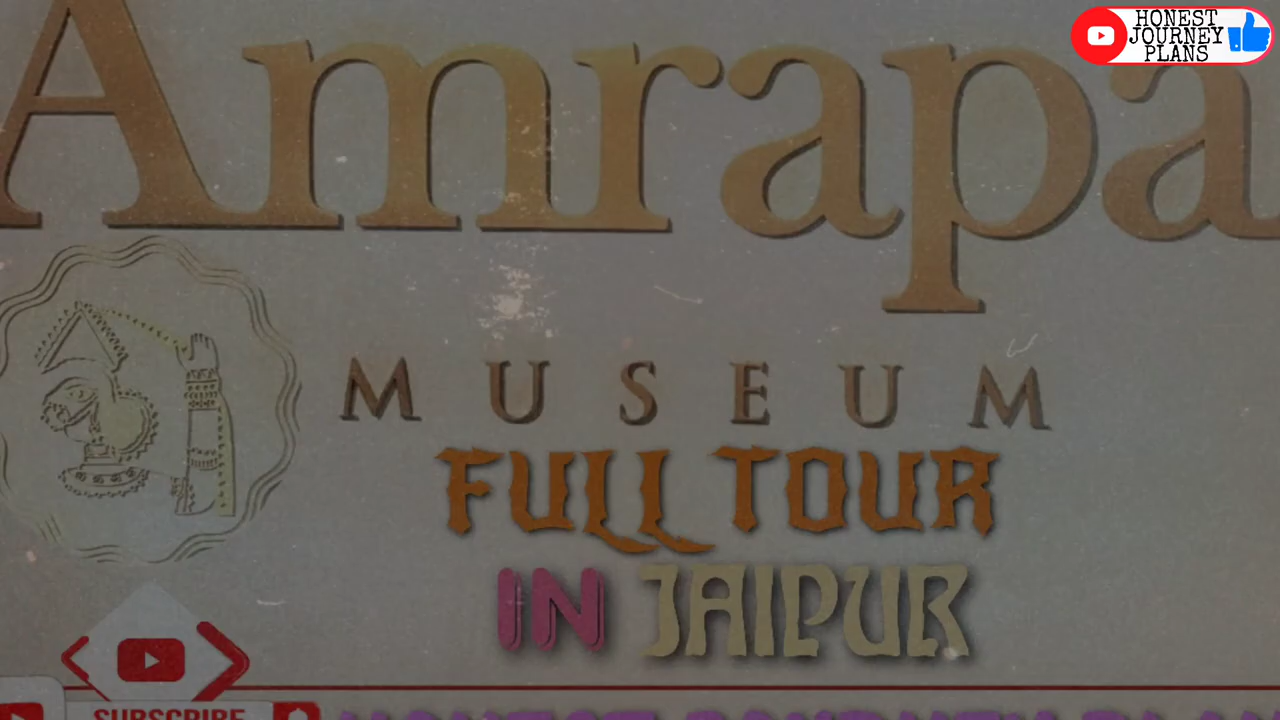 HONEST
JOURNEY
PLANS
Amrapa
MUSEUM
FULL TOUR
IN JAIPUR
SUBSCRIBE